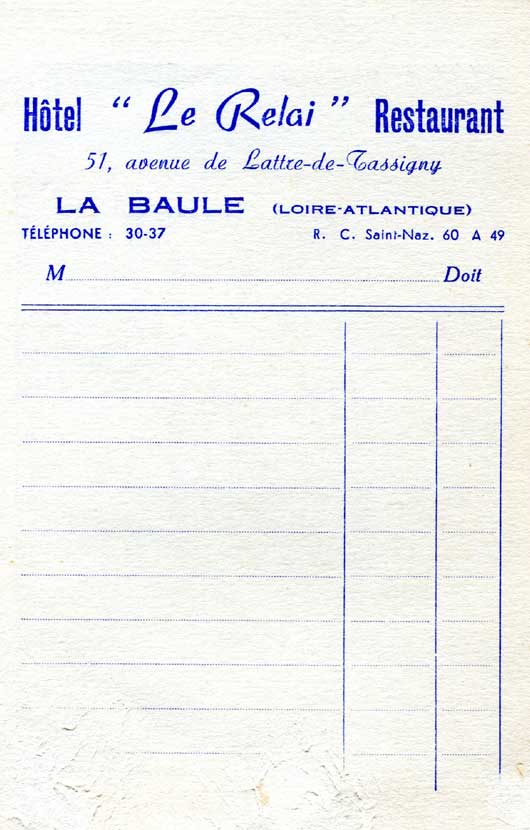 Hôtel “Le Relai” Restaurant
51, avenue de Lattre-de-Tassigny
LA BAULE (LOIRE-ATLANTIQUE)
TÉLÉPHONE : 30-37 R. C. Saint-Naz. 60 A 49
M Doit